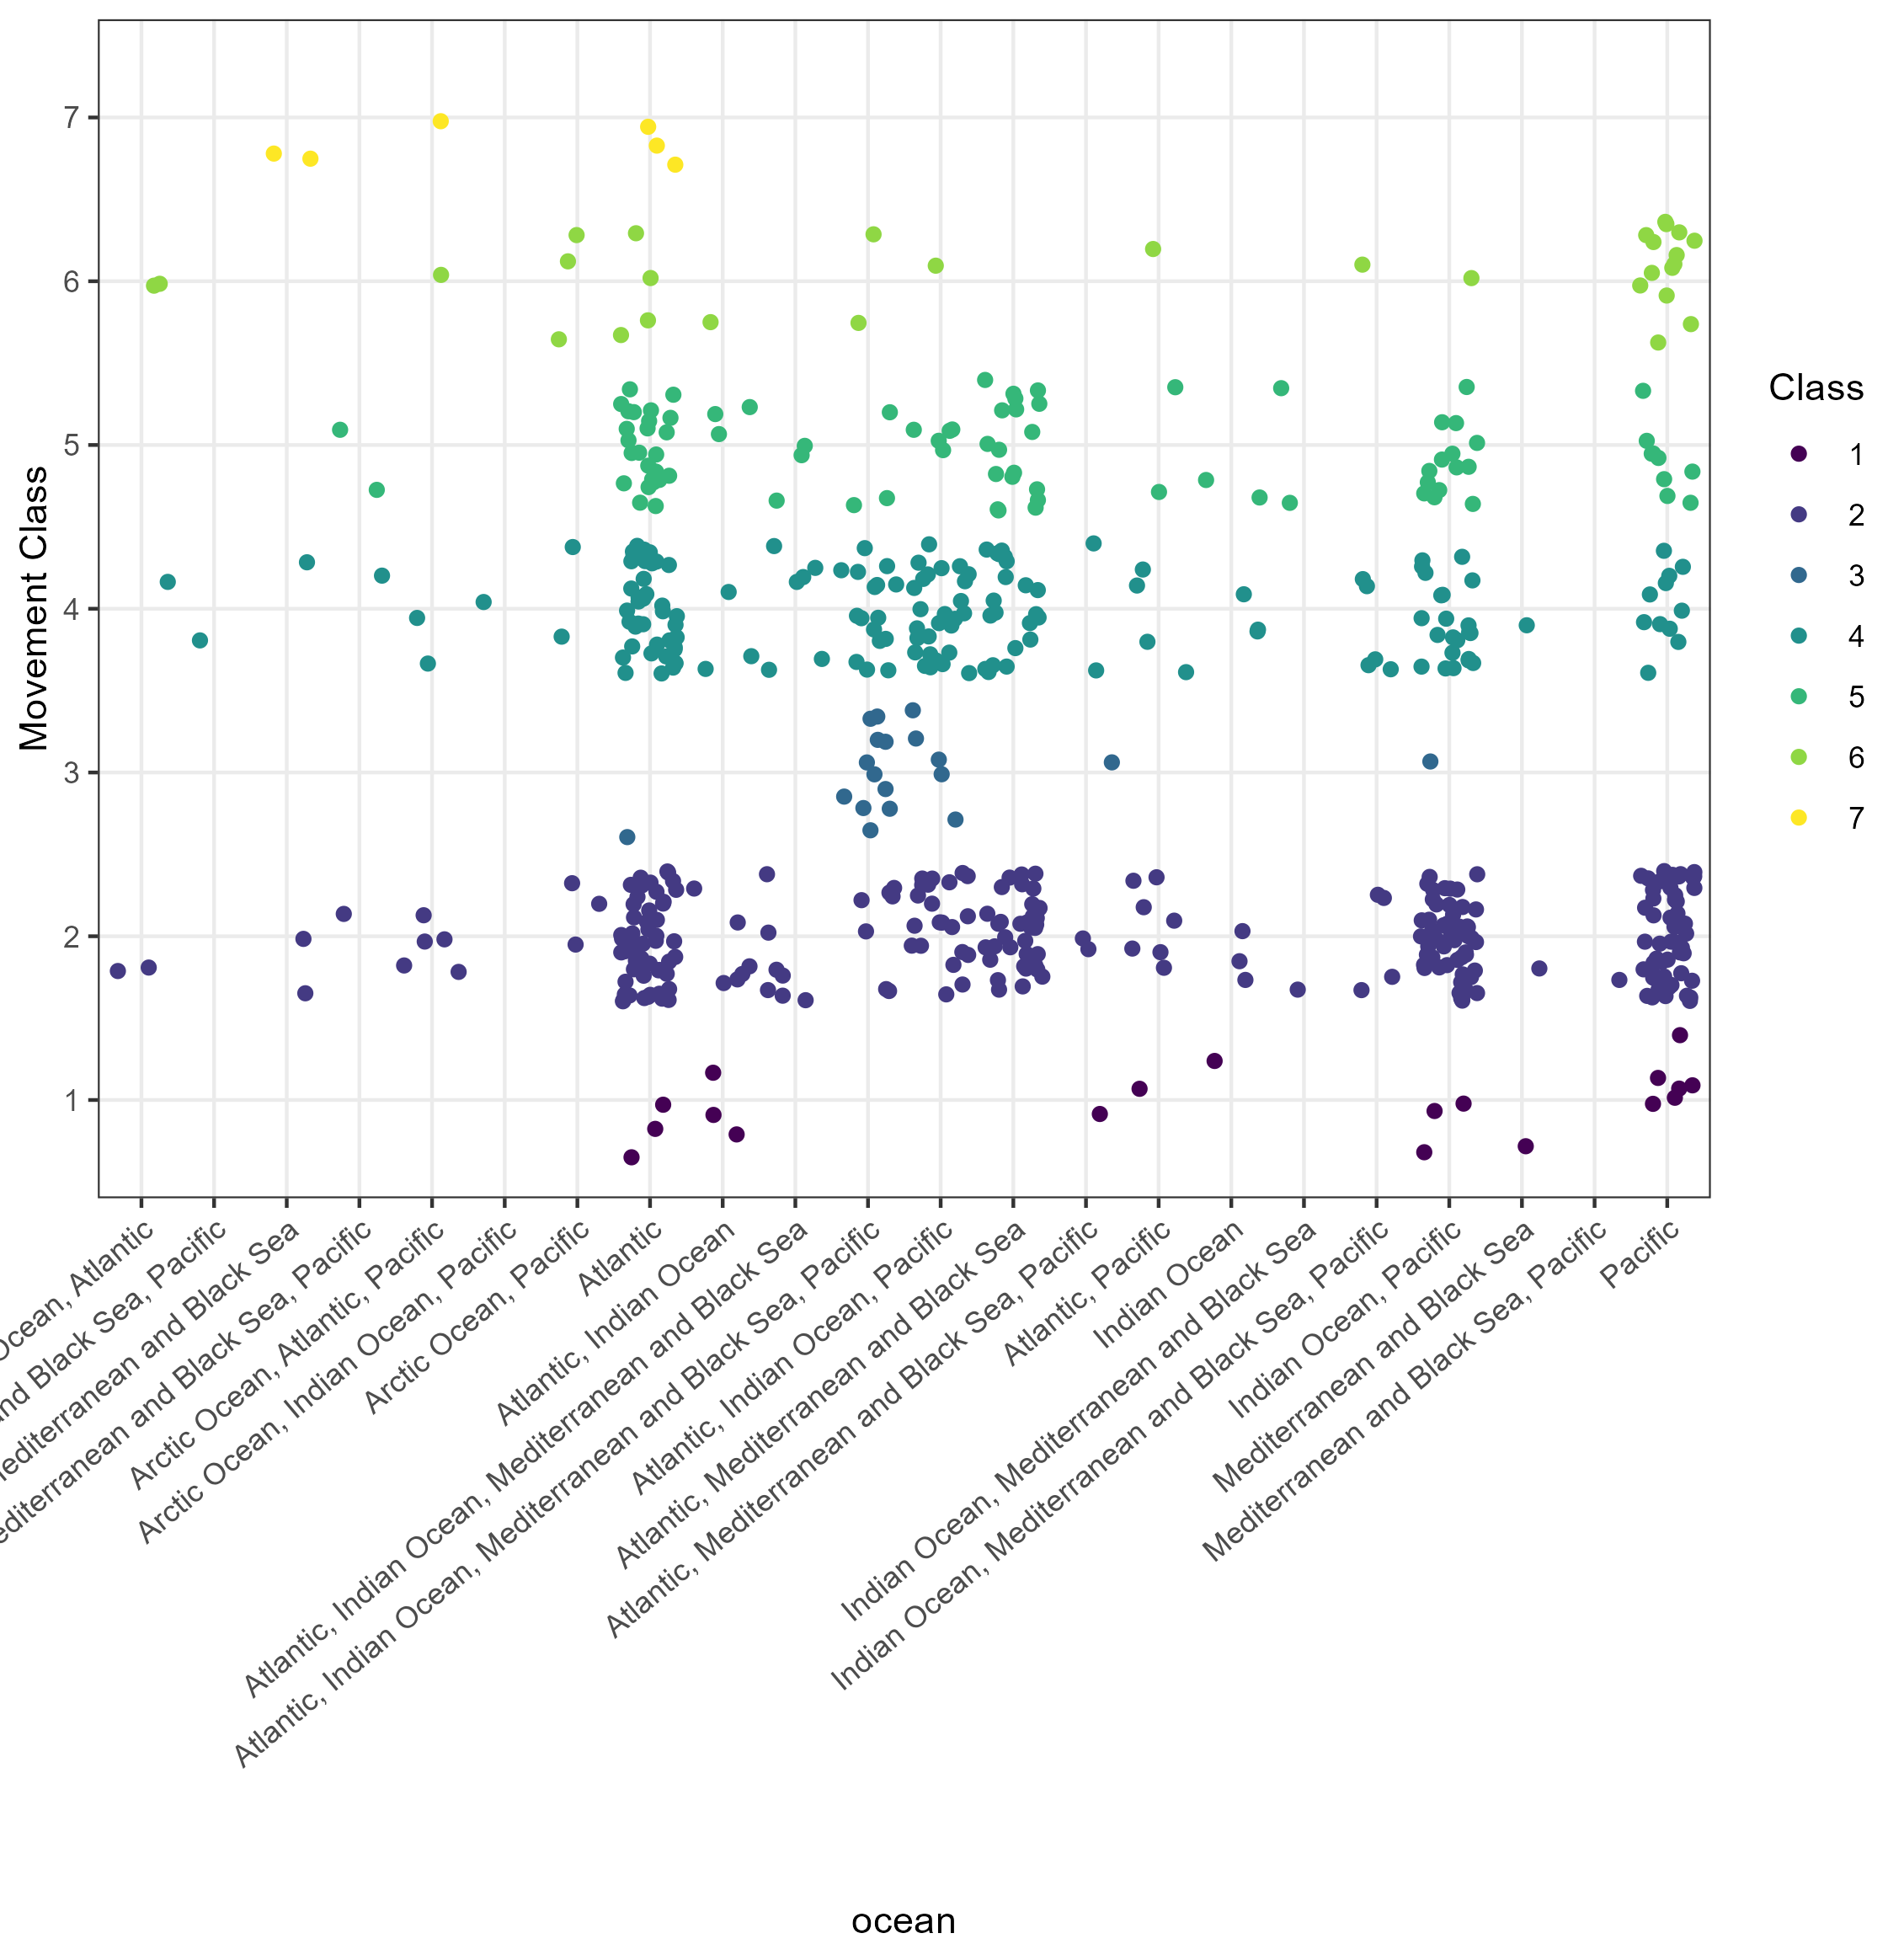 7
6
5
4
3
2
1
Movement Class
Ocean, Atlantic
Black Sea, Pacific
Mediterranean and Black Sea
Mediterranean and Black Sea, Pacific
Arctic Ocean, Atlantic, Pacific
Arctic Ocean, Indian Ocean, Pacific
Arctic Ocean, Pacific
Atlantic
Atlantic, Indian Ocean
Atlantic, Indian Ocean, Mediterranean and Black Sea
Atlantic, Indian Ocean, Mediterranean and Black Sea, Pacific
Atlantic, Indian Ocean, Pacific
Atlantic, Mediterranean and Black Sea
Atlantic, Mediterranean and Black Sea, Pacific
Atlantic, Pacific
Indian Ocean
Indian Ocean, Mediterranean and Black Sea
Indian Ocean, Mediterranean and Black Sea, Pacific
Indian Ocean, Pacific
Mediterranean and Black Sea
Mediterranean and Black Sea, Pacific
Pacific
ocean
Class
1
2
3
4
5
6
7